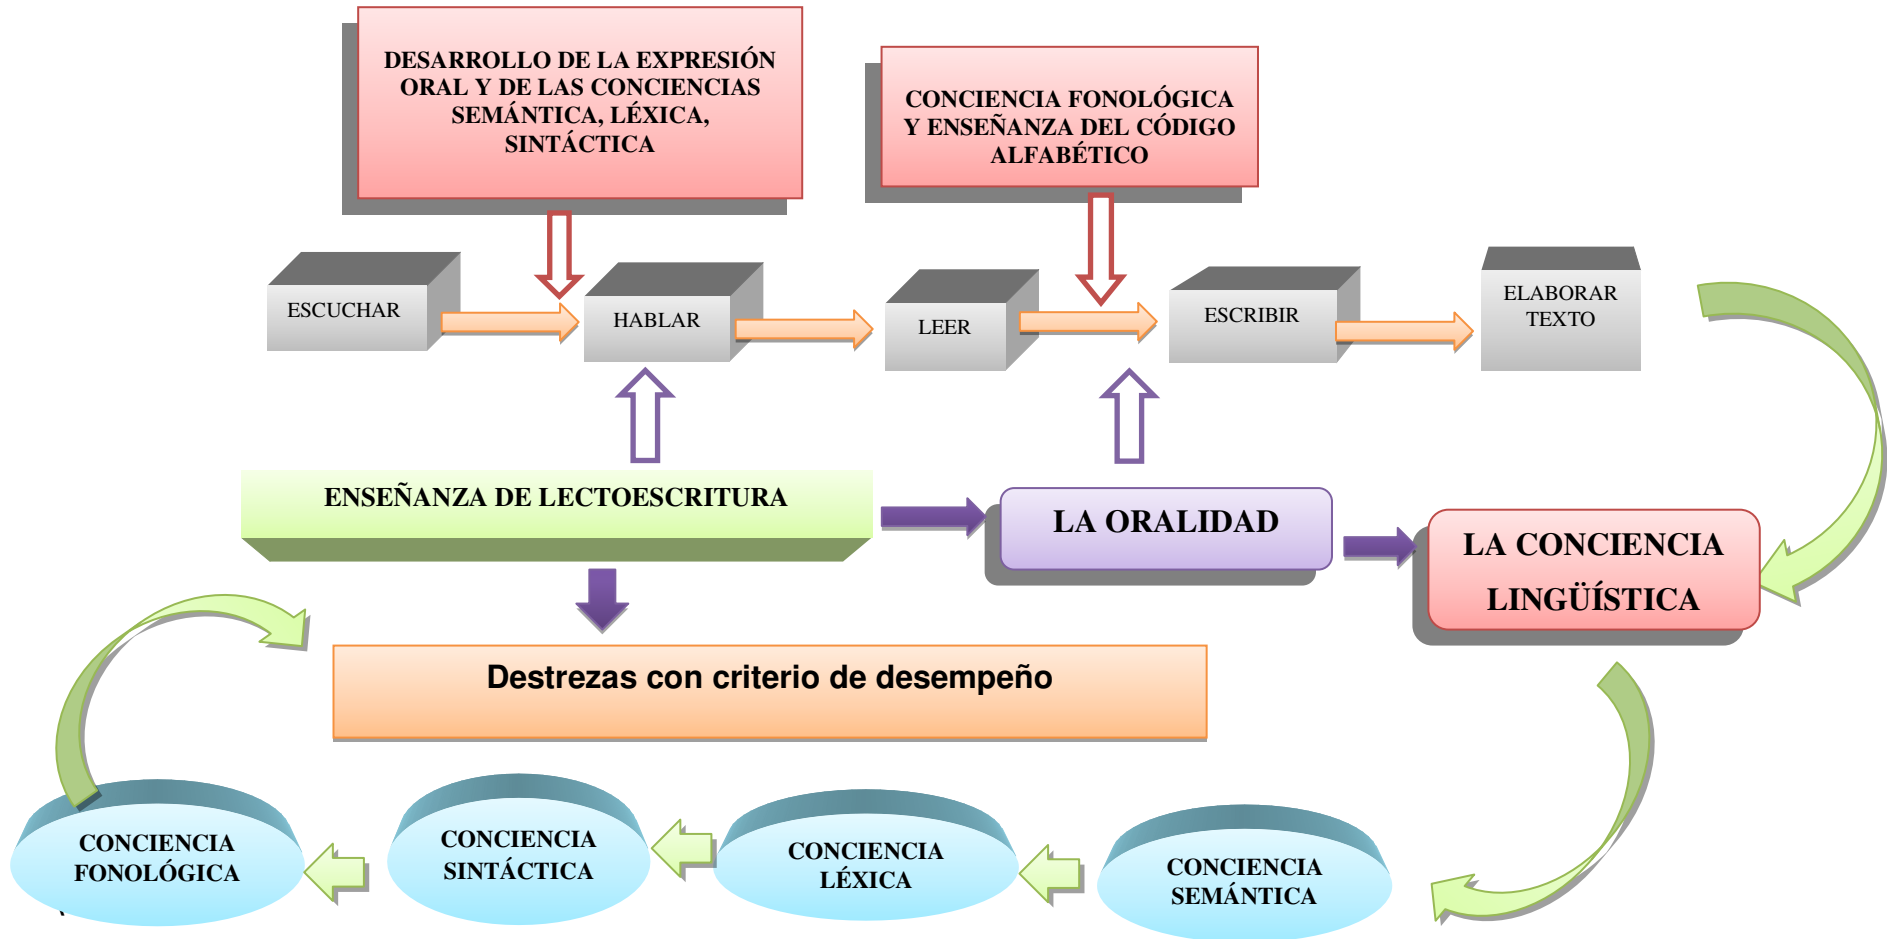 DESARROLLO DE LA EXPRESIÓN
ORAL Y DE LAS CONCIENCIAS
SEMÁNTICA, LÉXICA,
SINTÁCTICA
CONCIENCIA FONOLÓGICA
Y ENSEÑANZA DEL CÓDIGO
ALFABÉTICO
ESCUCHAR
HABLAR
LEER
ESCRIBIR
ELABORAR
TEXTO
ENSEÑANZA DE LECTOESCRITURA
LA ORALIDAD
LA CONCIENCIA
LINGÜÍSTICA
Destrezas con criterio de desempeño
CONCIENCIA
FONOLÓGICA
CONCIENCIA
SINTÁCTICA
CONCIENCIA
LÉXICA
CONCIENCIA
SEMÁNTICA